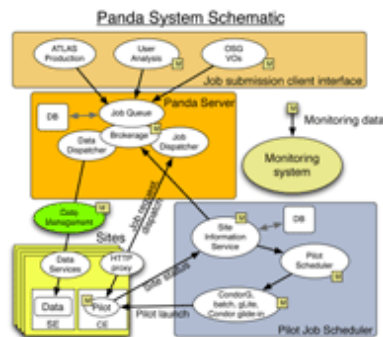 Panda System Schematic
ATLAS
Production
User
Analysis
M
OSG
VOs
M
Job submission client interface
Panda Server
DB
Job Queue
Brokerage
M
Data
Dispatcher
Job
Dispatcher
M
Monitoring data
Monitoring
system
Data
Management
M
Job request
dispatch
Sites
Data
Services
HTTP
proxy
Data
SE
M
Pilot
CE
Site status
Pilot launch
M
Site
Information
Service
DB
Pilot
Scheduler
M
CondorG,
batch, gLite,
Condor glide-in
M
Pilot Job Scheduler